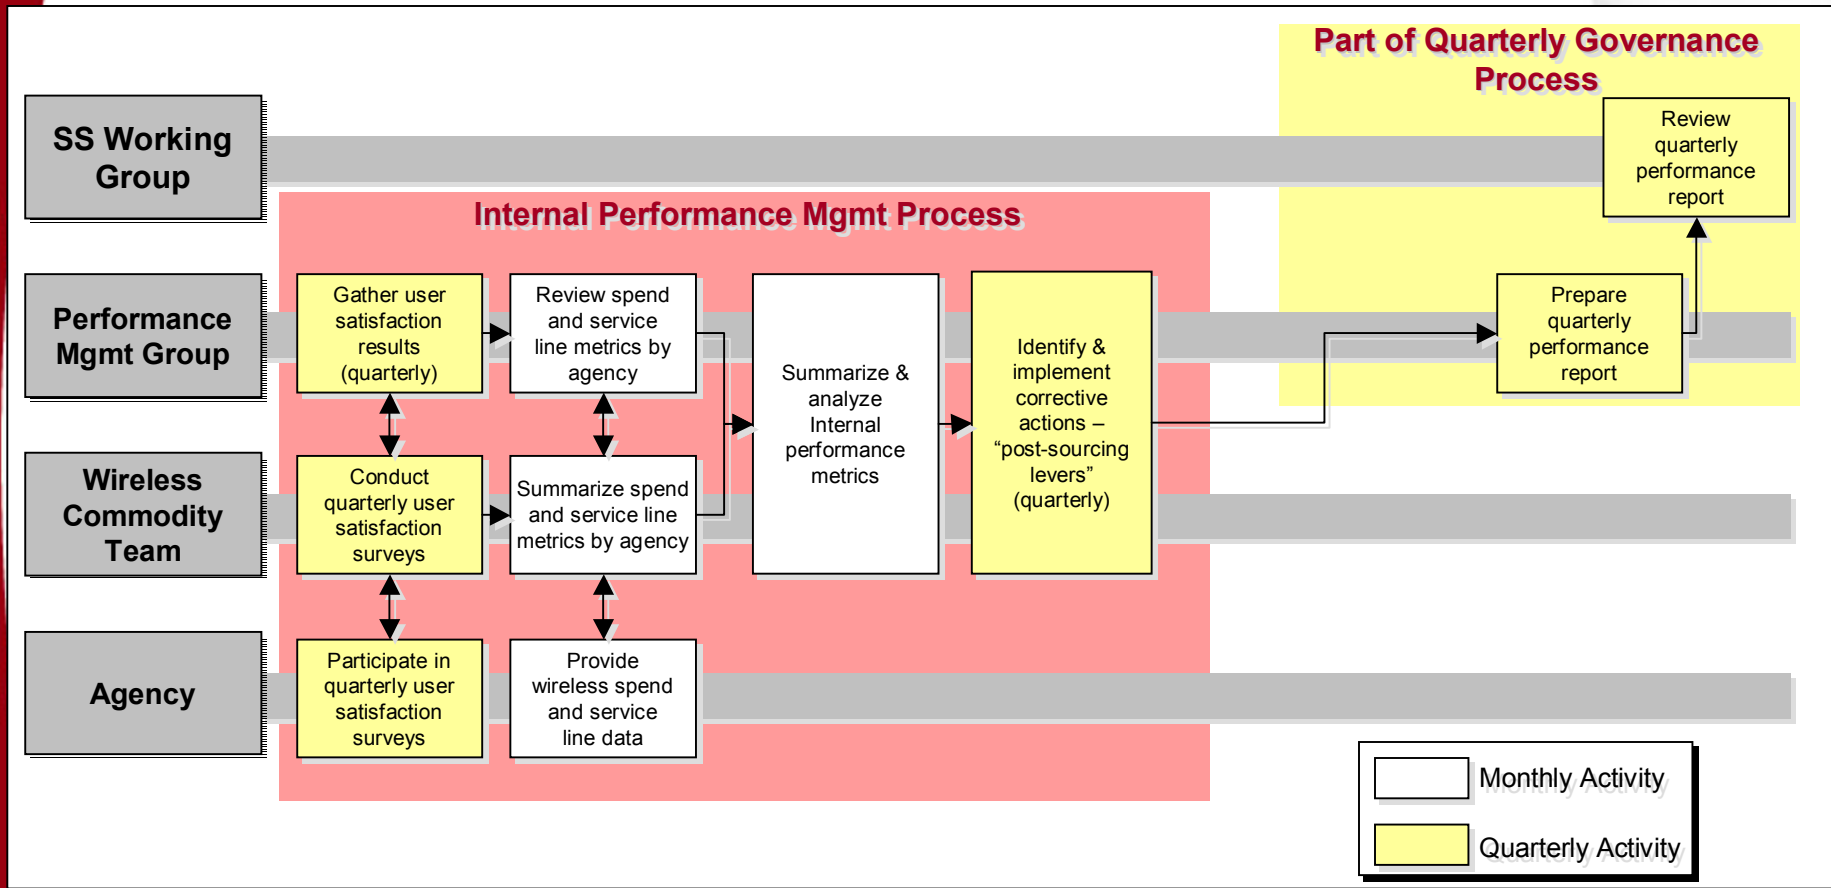 Part of Quarterly Governance
Process
SS Working
Group
Review
quarterly
performance
report
Internal Performance Mgmt Process
Performance
Mgmt Group
Gather user
satisfaction
results
(quarterly)
Review spend
and service
line metrics by
agency
Summarize &
analyze
Internal
performance
metrics
Identify &
implement
corrective
actions –
“post-sourcing
levers”
(quarterly)
Prepare
quarterly
performance
report
Wireless
Commodity
Team
Conduct
quarterly user
satisfaction
surveys
Summarize spend
and service line
metrics by agency
Agency
Participate in
quarterly user
satisfaction
surveys
Provide
wireless spend
and service
line data
Monthly Activity
Quarterly Activity